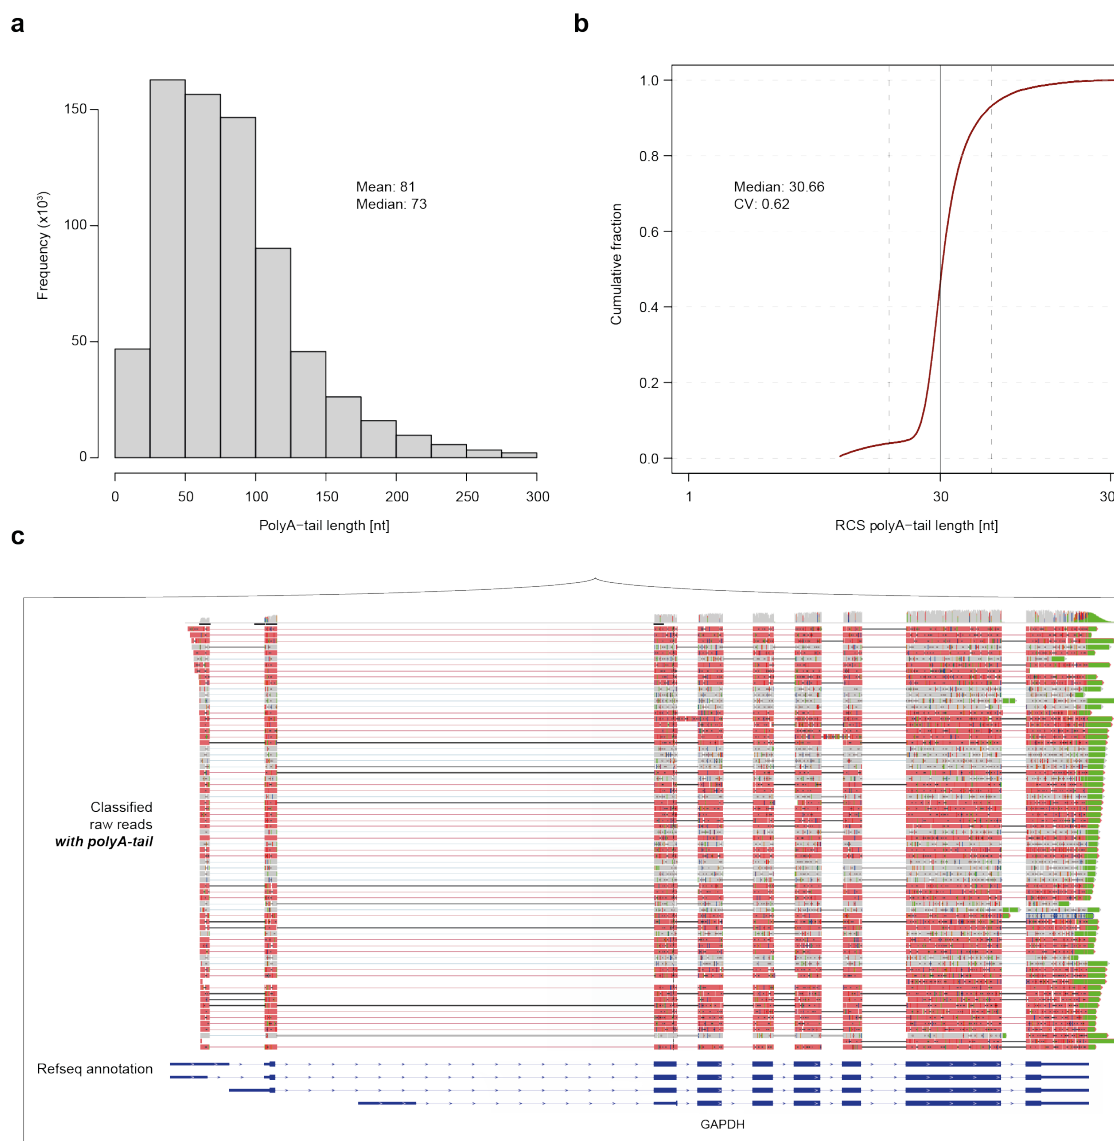 a
b
150
100
50
0
Frequency (x10³)
Mean: 81
Median: 73
0
50
100
150
200
250
300
PolyA−tail length [nt]
1.0
0.8
0.6
0.4
0.2
0.0
Cumulative fraction
Median: 30.66
CV: 0.62
1
30
30
RCS polyA−tail length [nt]
c
Classified
raw reads
with polyA-tail
Refseq annotation
GAPDH